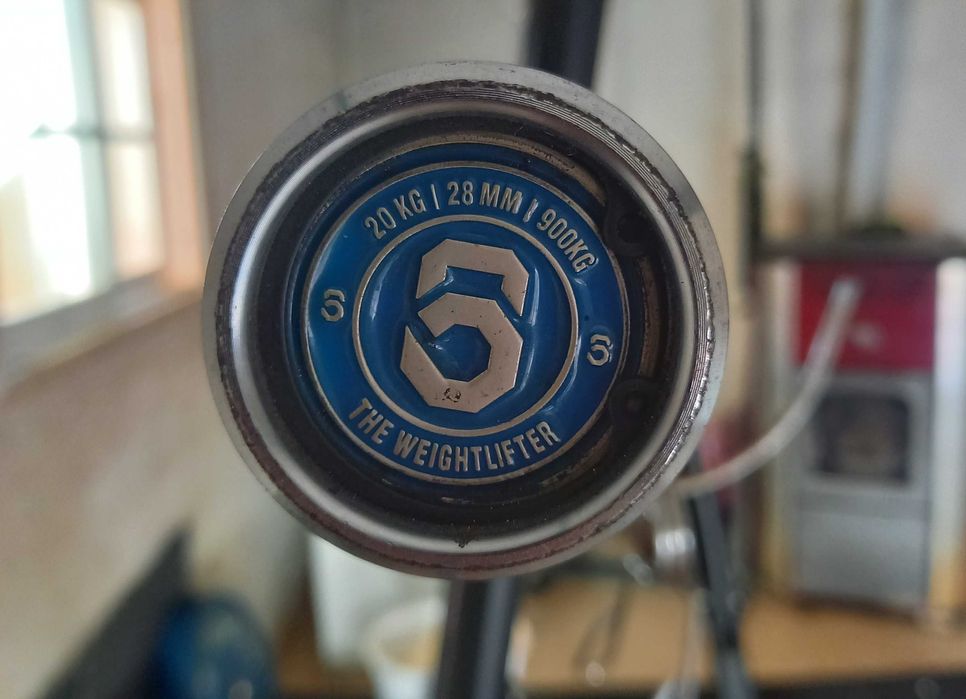 20 KG | 28 MM | 900KG
THE WEIGHTLIFTER